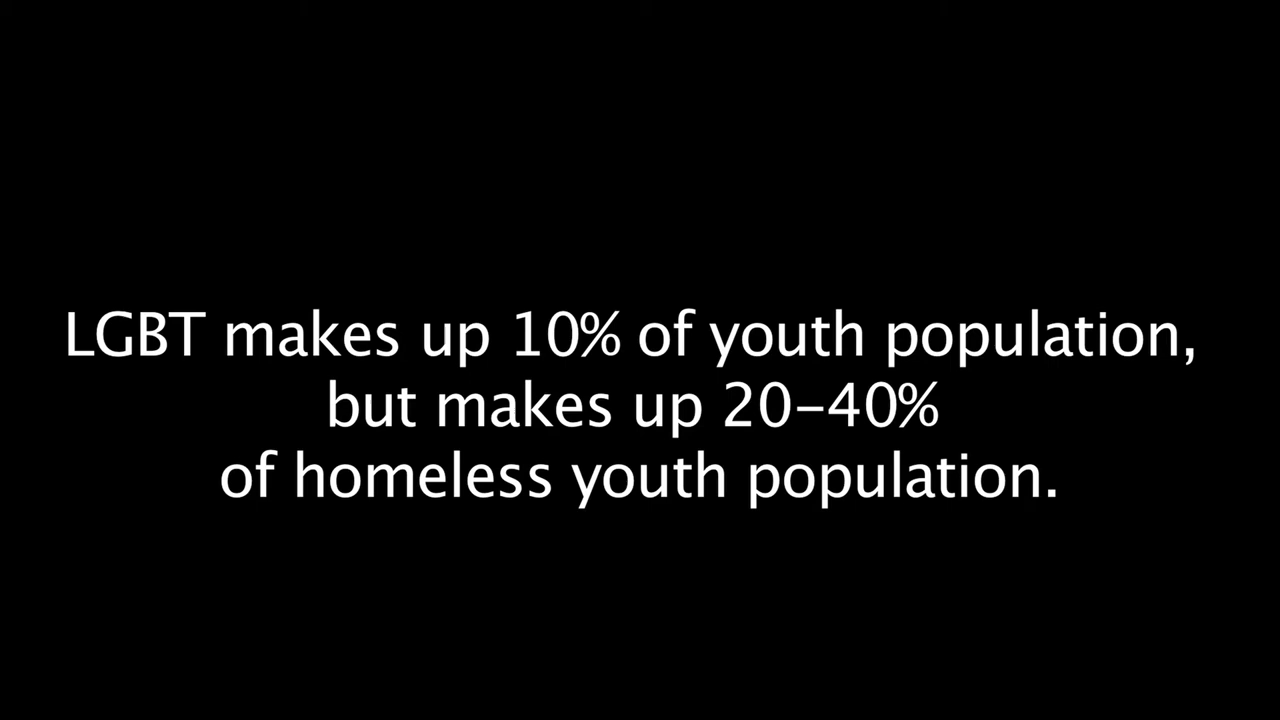 LGBT makes up 10% of youth population,
but makes up 20-40%
of homeless youth population.